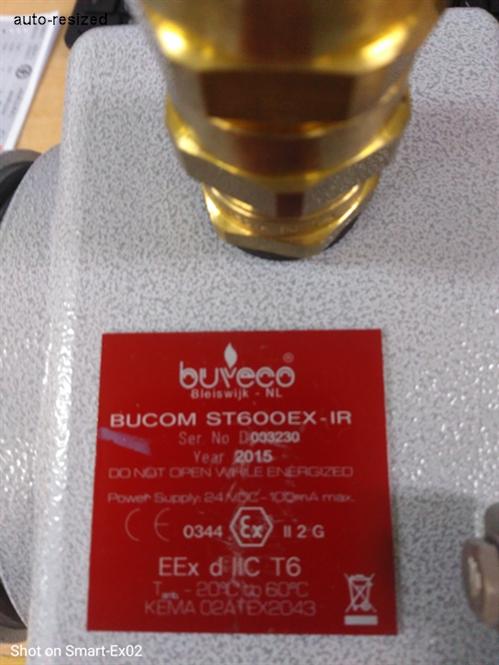 auto-resized
buveco ®
Bleiswijk - NL
BUCOM ST600EX-IR
Ser. No D 003230
Year 2015
DO NOT OPEN WHILE ENERGIZED
Power Supply: 24 VDC - 100mA max.
CE 0344 Ex II 2 G
EEx d IIC T6
Tamb. - 20°C to 60°C
KEMA 02ATEX2043
Shot on Smart-Ex02